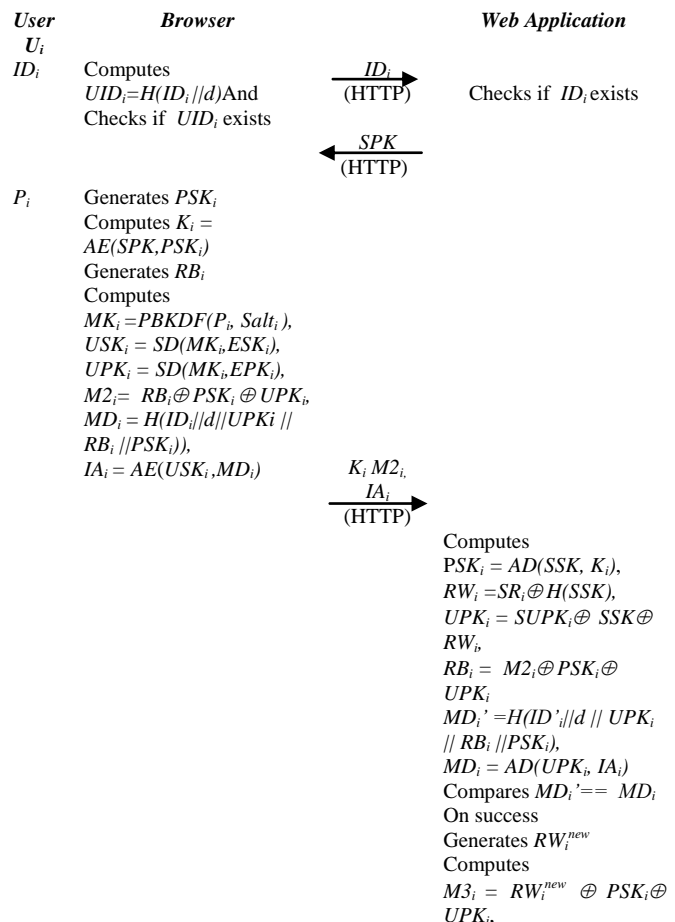 User Browser Web Application
U_i
ID_i Computes ID_i
UID_i=H(ID_i||d)And (HTTP) Checks if ID_i exists
Checks if UID_i exists
SPK
(HTTP)
P_i Generates PSK_i
Computes K_i =
AE(SPK,PSK_i)
Generates RB_i
Computes
MK_i =PBKDF(P_i, Salt_i ),
USK_i = SD(MK_i,ESK_i),
UPK_i = SD(MK_i,EPK_i),
M2_i= RB_i⊕PSK_i ⊕UPK_i,
MD_i = H(ID_i||d||UPKi ||
RB_i ||PSK_i)),
IA_i = AE(USK_i ,MD_i) K_i M2_i,
IA_i
(HTTP)
Computes
PSK_i = AD(SSK, K_i),
RW_i =SR_i⊕H(SSK),
UPK_i = SUPK_i⊕ SSK⊕
RW_i,
RB_i = M2_i⊕PSK_i⊕
UPK_i
MD_i’ =H(ID’_i||d || UPK_i
|| RB_i ||PSK_i),
MD_i = AD(UPK_i, IA_i)
Compares MD_i’== MD_i
On success
Generates RW_i^new
Computes
M3_i = RW_i^new ⊕ PSK_i⊕
UPK_i,